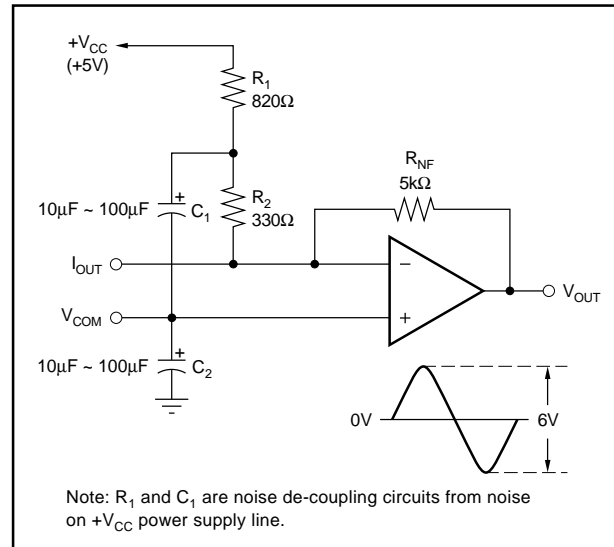 +VCC
(+5V)
R1
820Ω
RNF
5kΩ
10µF ~ 100µF
+
C1
R2
330Ω
IOUT
−
VOUT
VCOM
+
10µF ~ 100µF
+
C2
0V
6V
Note: R1 and C1 are noise de-coupling circuits from noise
on +VCC power supply line.